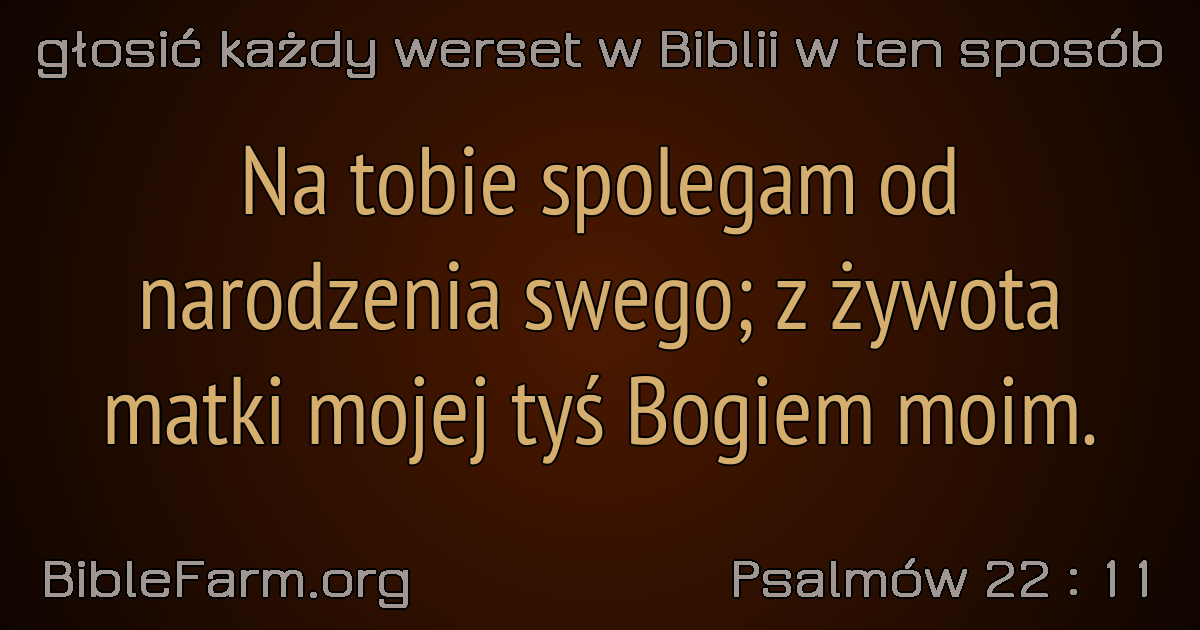 głosić każdy werset w Biblii w ten sposób
Na tobie spolegam od
narodzenia swego; z żywota
matki mojej tyś Bogiem moim.
BibleFarm.org
Psalmów 22 : 11